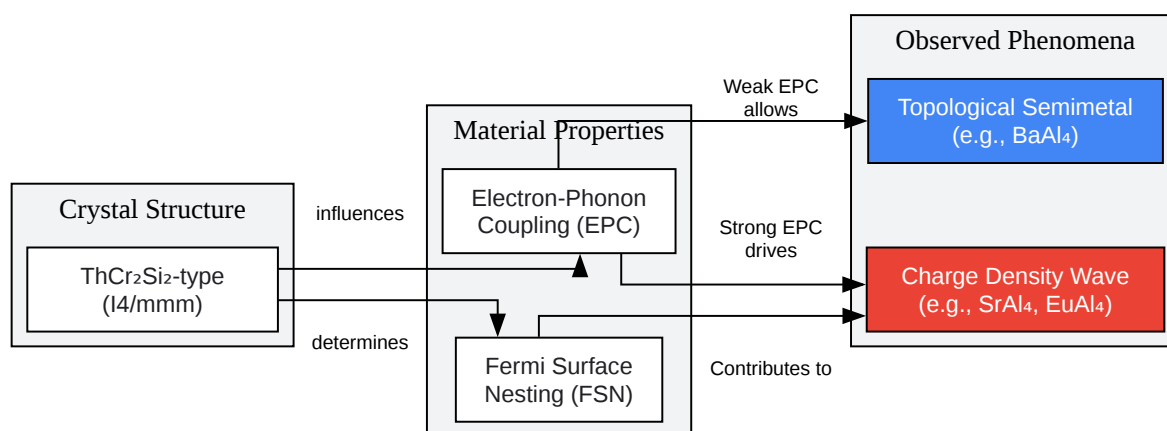 Crystal Structure
ThCr₂Si₂-type
(I4/mmm)
influences
determines
Material Properties
Electron-Phonon
Coupling (EPC)
Fermi Surface
Nesting (FSN)
Weak EPC
allows
Strong EPC
drives
Contributes to
Observed Phenomena
Topological Semimetal
(e.g., BaAl₄)
Charge Density Wave
(e.g., SrAl₄, EuAl₄)